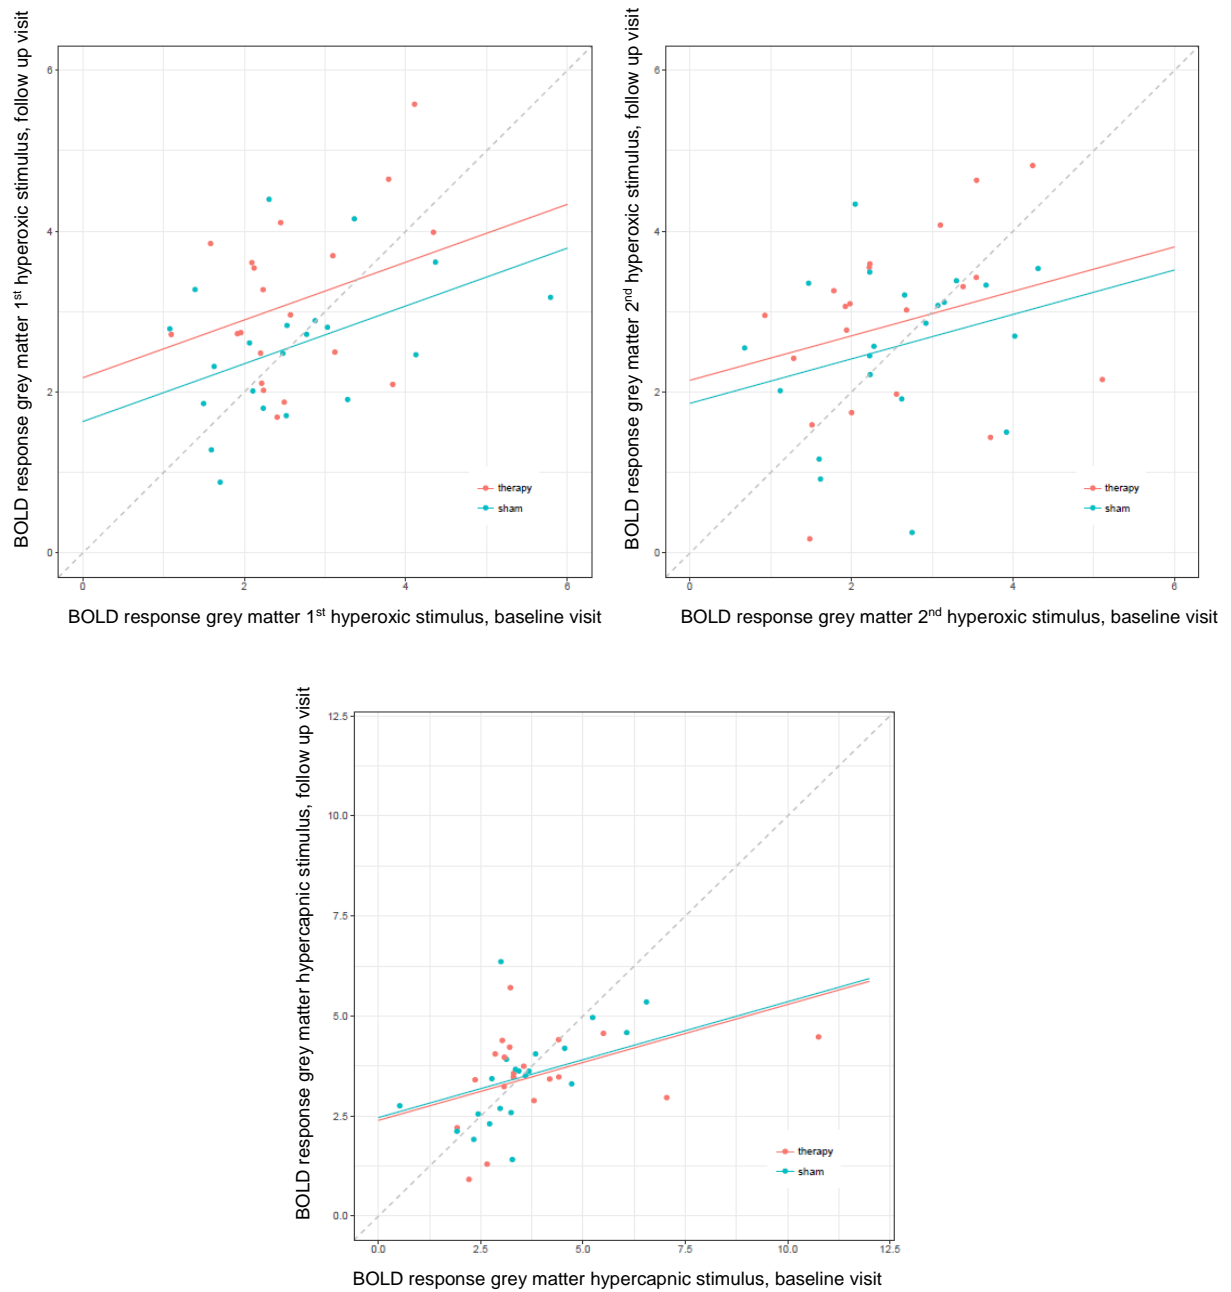 BOLD response grey matter 1st hyperoxic stimulus, follow up visit
6
4
2
0
0
2
4
6
therapy
sham
BOLD response grey matter 1st hyperoxic stimulus, baseline visit
BOLD response grey matter 2nd hyperoxic stimulus, follow up visit
6
4
2
0
0
2
4
6
therapy
sham
BOLD response grey matter 2nd hyperoxic stimulus, baseline visit
BOLD response grey matter hypercapnic stimulus, follow up visit
12.5
10.0
7.5
5.0
2.5
0.0
0.0
2.5
5.0
7.5
10.0
12.5
therapy
sham
BOLD response grey matter hypercapnic stimulus, baseline visit